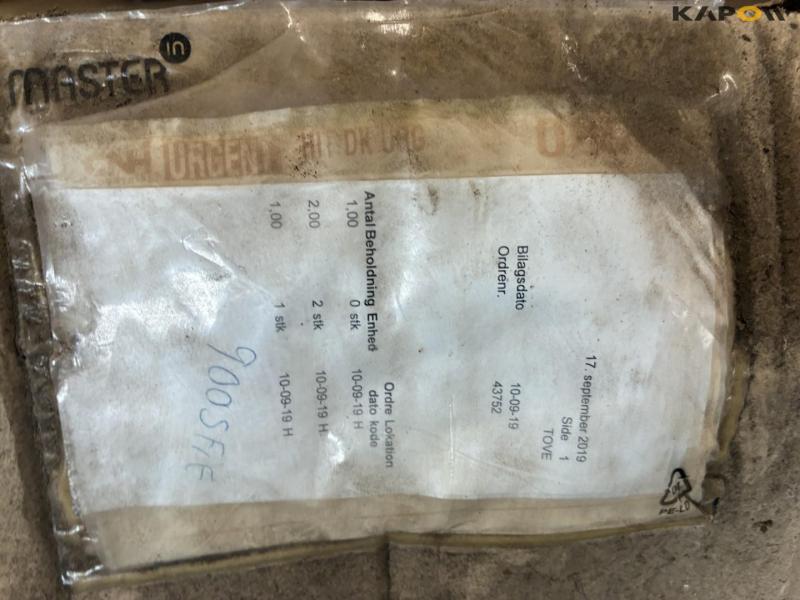 KAPOW
MASTER in
URGENT
17. september 2019
Side 1
TOVE
Bilagsdato 10-09-19
Ordrenr. 43752
Ordre Lokation
Antal Beholdning Enhed dato kode
1,00 0 stk 10-09-19 H
2,00 2 stk 10-09-19 H
1,00 1 stk 10-09-19 H
PE-LD